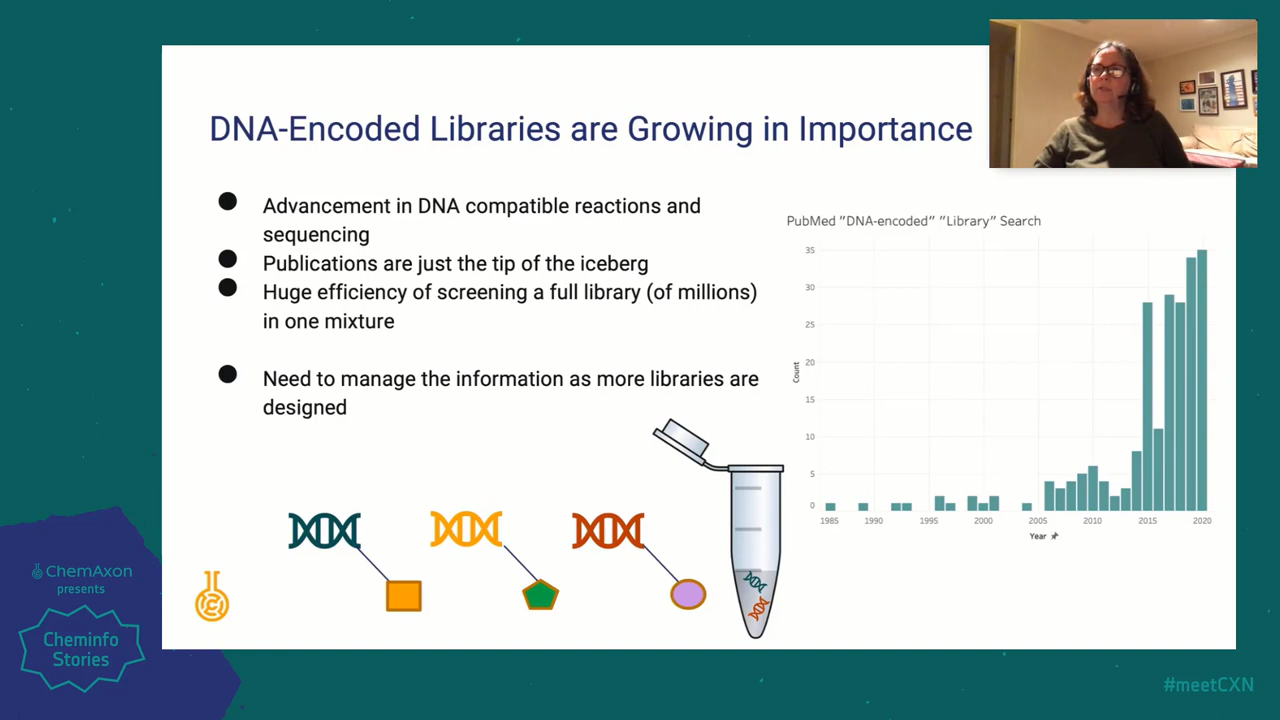 DNA-Encoded Libraries are Growing in Importance
Advancement in DNA compatible reactions and
sequencing
Publications are just the tip of the iceberg
Huge efficiency of screening a full library (of millions)
in one mixture
Need to manage the information as more libraries are
designed
PubMed "DNA-encoded" "Library" Search
35
30
25
20
15
10
5
0
Count
1985 1990 1995 2000 2005 2010 2015 2020
Year
ChemAxon
presents
Cheminfo
Stories
#meetCXN